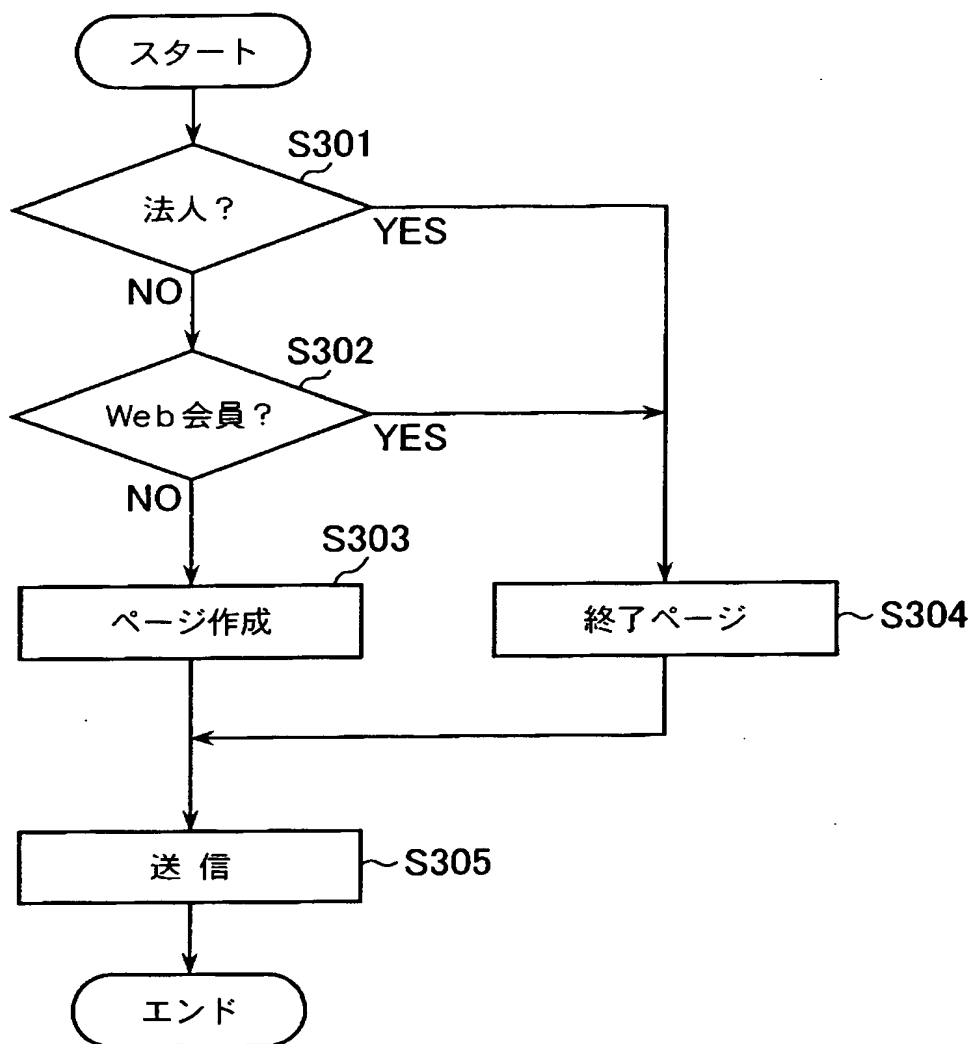 スタート
S301
法人?
YES
NO
S302
Web会員?
YES
NO
S303
ページ作成
終了ページ
S304
送信
S305
エンド